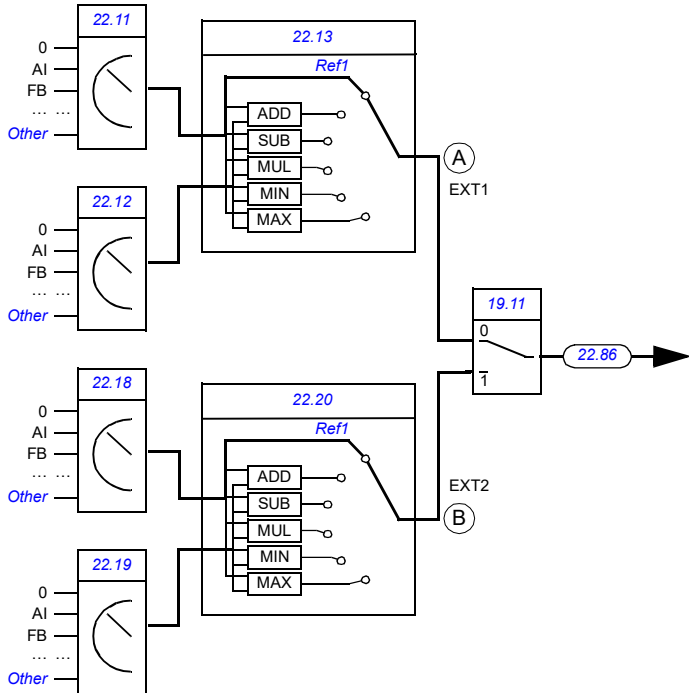 22.11
0
AI
FB
... ...
Other
22.12
0
AI
FB
... ...
Other
22.13
Ref1
ADD
SUB
MUL
MIN
MAX
A
EXT1
19.11
0
1
22.86
22.18
0
AI
FB
... ...
Other
22.19
0
AI
FB
... ...
Other
22.20
Ref1
ADD
SUB
MUL
MIN
MAX
EXT2
B